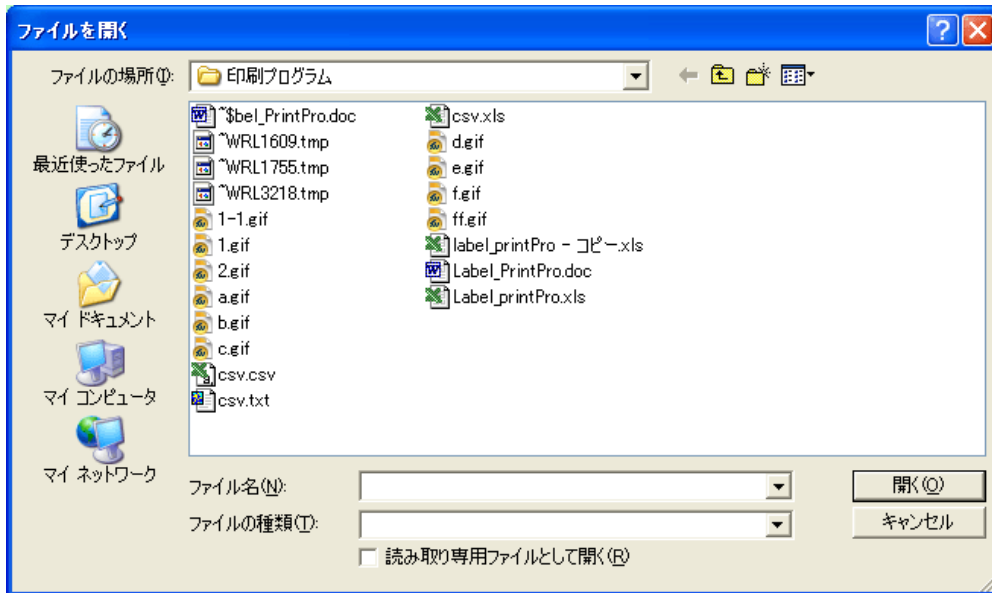 ファイルを開く
ファイルの場所(I):
印刷プログラム
最近使ったファイル
デスクトップ
マイ ドキュメント
マイ コンピュータ
マイ ネットワーク
~$bel_PrintPro.doc
~WRL1609.tmp
~WRL1755.tmp
~WRL3218.tmp
1-1.gif
1.gif
2.gif
a.gif
b.gif
c.gif
csv.csv
csv.txt
csv.xls
d.gif
e.gif
f.gif
ff.gif
label_printPro - コピー.xls
Label_PrintPro.doc
Label_printPro.xls
ファイル名(N):
開く(O)
ファイルの種類(T):
キャンセル
読み取り専用ファイルとして開く(R)